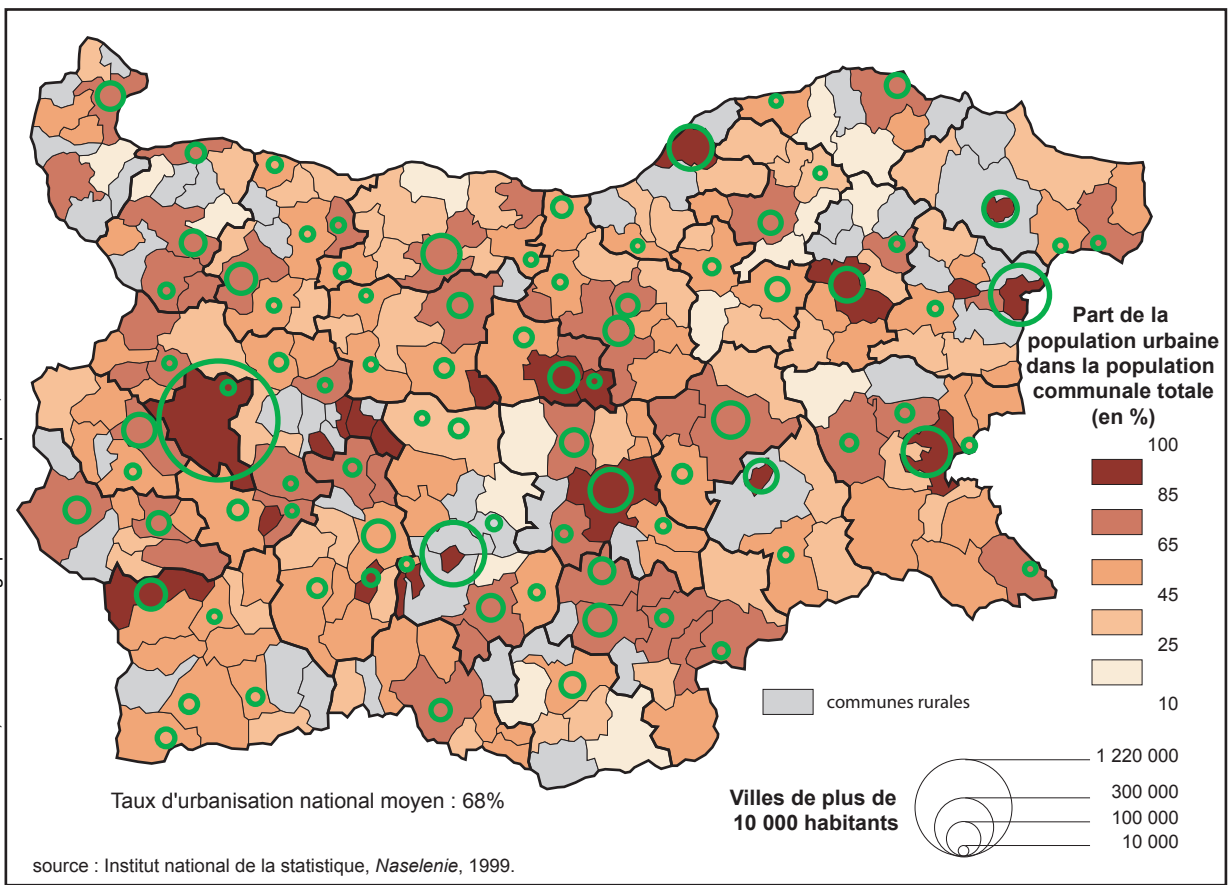 Part de la
population urbaine
dans la population
communale totale
(en %)
100
85
65
45
25
10
communes rurales
Villes de plus de
10 000 habitants
1 220 000
300 000
100 000
10 000
Taux d'urbanisation national moyen : 68%
source : Institut national de la statistique, Naselenie, 1999.